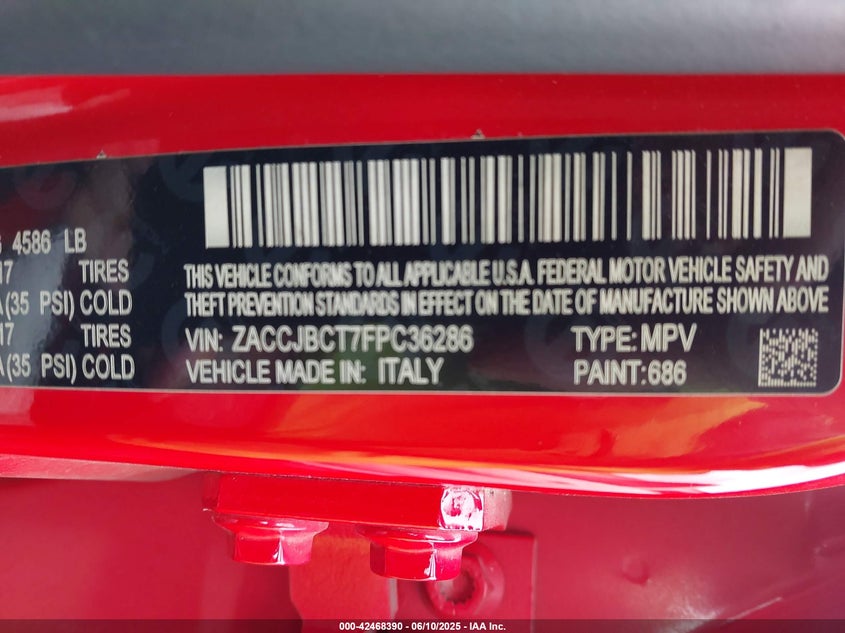 4586 LB
TIRES
(35 PSI) COLD
TIRES
(35 PSI) COLD
THIS VEHICLE CONFORMS TO ALL APPLICABLE U.S.A. FEDERAL MOTOR VEHICLE SAFETY AND
THEFT PREVENTION STANDARDS IN EFFECT ON THE DATE OF MANUFACTURE SHOWN ABOVE
VIN: ZACCJBCT7FPC36286 TYPE: MPV
VEHICLE MADE IN: ITALY PAINT: 686
000-42468390 - 06/10/2025 - IAA Inc.